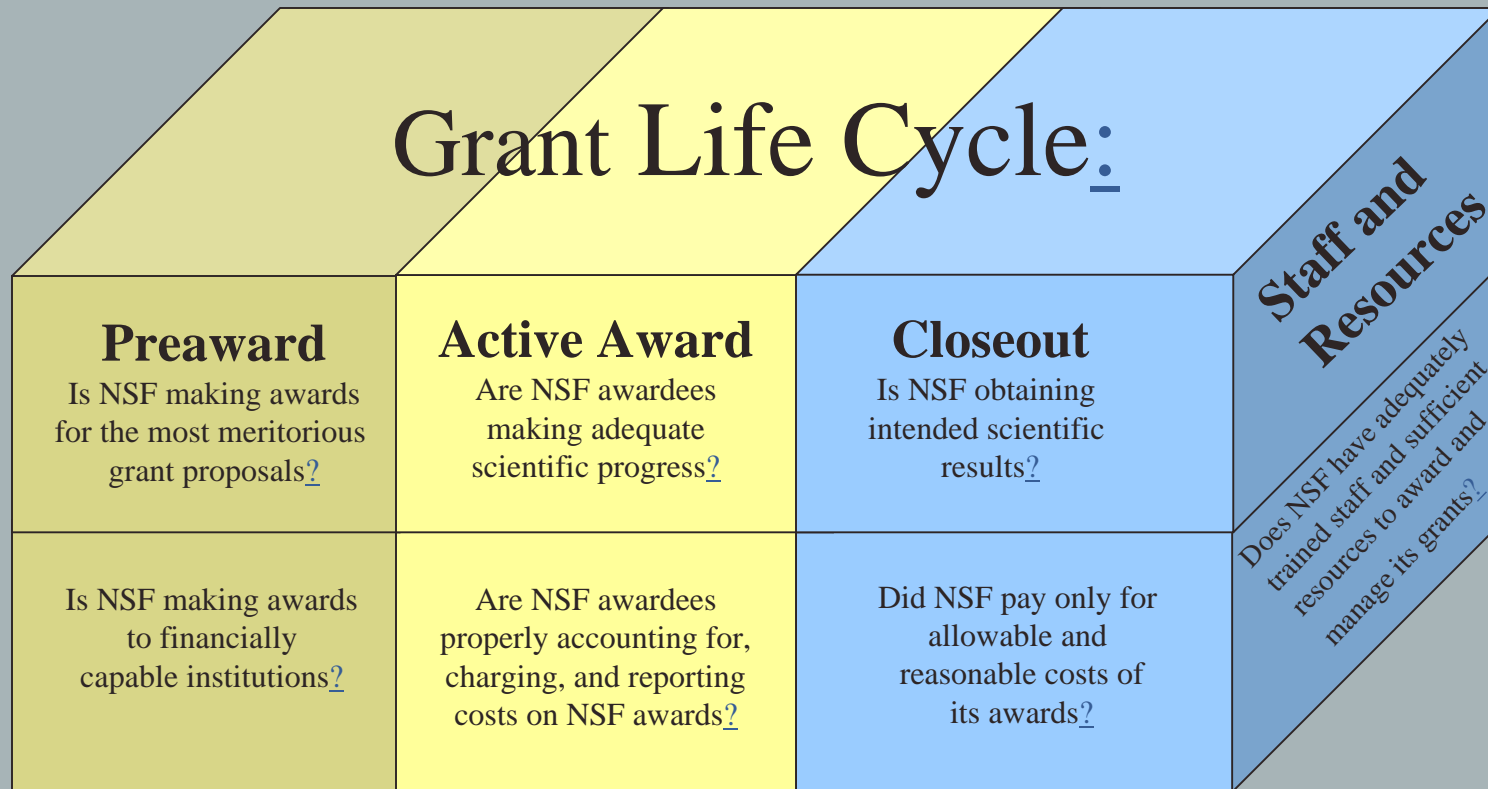 Grant Life Cycle:
Preaward
Is NSF making awards
for the most meritorious
grant proposals?
Active Award
Are NSF awardees
making adequate
scientific progress?
Closeout
Is NSF obtaining
intended scientific
results?
Staff and
Resources
Does NSF have adequately
trained staff and sufficient
resources to award and
manage its grants?
Is NSF making awards
to financially
capable institutions?
Are NSF awardees
properly accounting for,
charging, and reporting
costs on NSF awards?
Did NSF pay only for
allowable and
reasonable costs of
its awards?